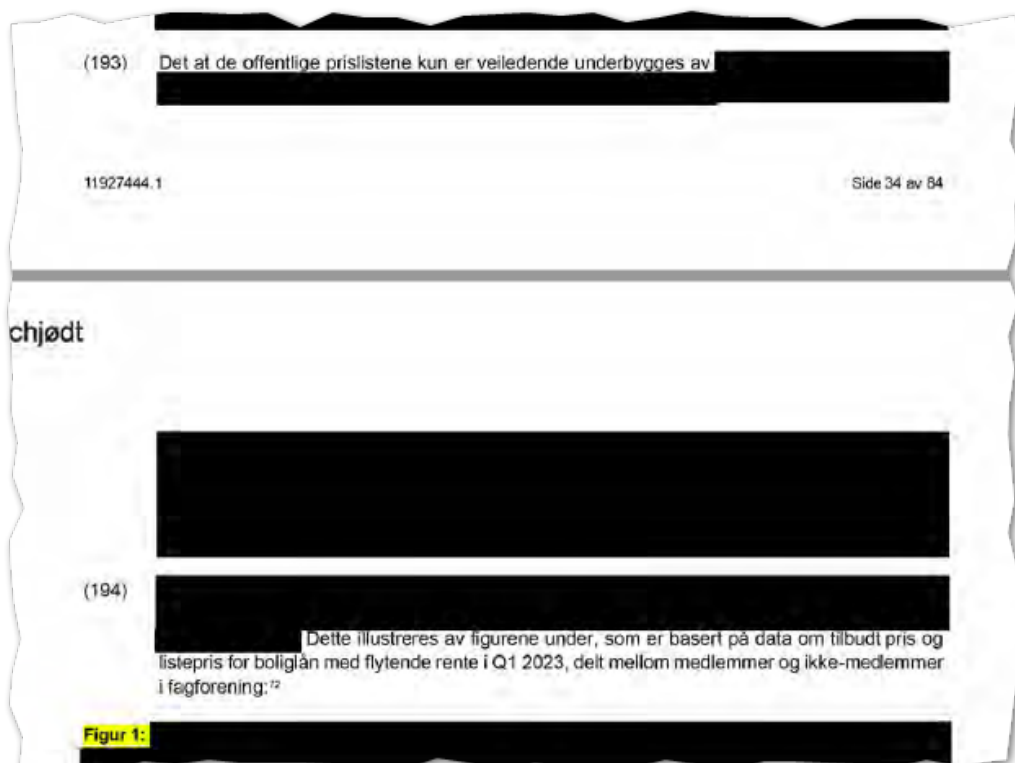 (193) Det at de offentlige prislistene kun er veiledende underbygges av
11927444.1 Side 34 av 84
chjødt
(194)
Dette illustreres av figurene under, som er basert på data om tilbudt pris og
listepris for boliglån med flytende rente i Q1 2023, delt mellom medlemmer og ikke-medlemmer
i fagforening:⁷²
Figur 1: